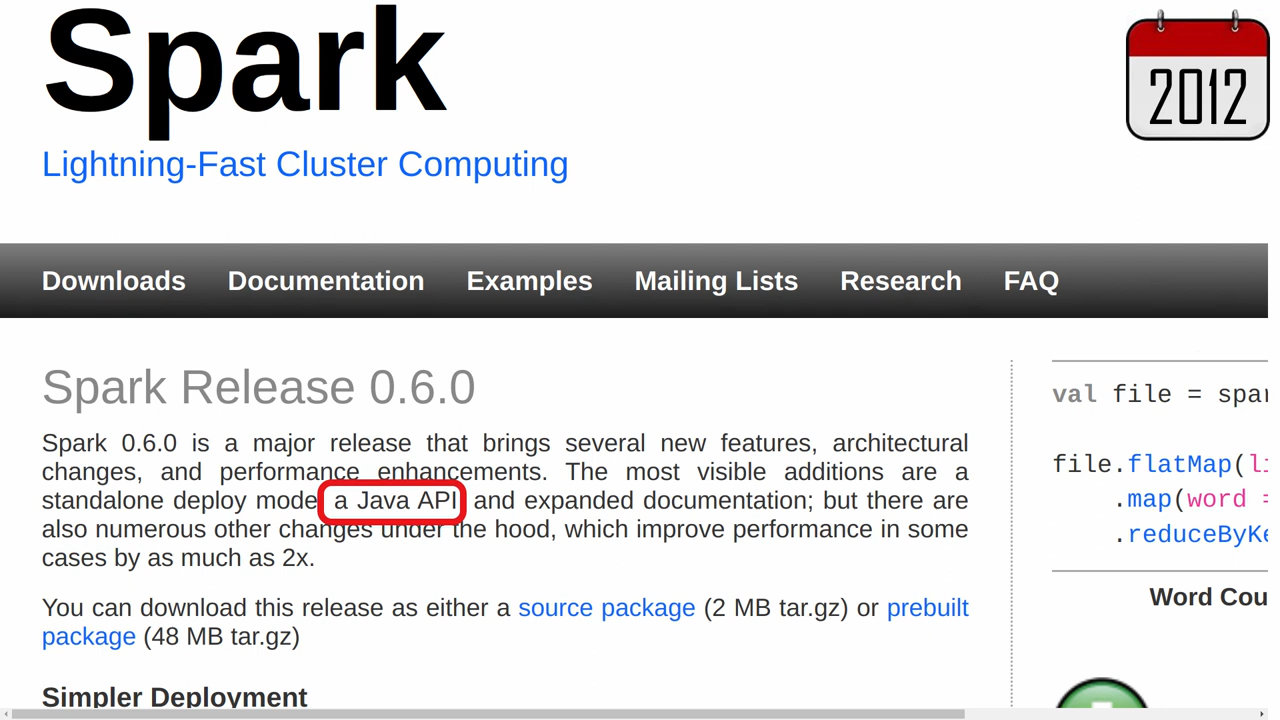 Spark
2012
Lightning-Fast Cluster Computing
Downloads Documentation Examples Mailing Lists Research FAQ
Spark Release 0.6.0
Spark 0.6.0 is a major release that brings several new features, architectural
changes, and performance enhancements. The most visible additions are a
standalone deploy mode a Java API and expanded documentation; but there are
also numerous other changes under the hood, which improve performance in some
cases by as much as 2x.
You can download this release as either a source package (2 MB tar.gz) or prebuilt
package (48 MB tar.gz)
Simpler Deployment
val file = spar
file.flatMap(li
.map(word =
.reduceByKe
Word Cou